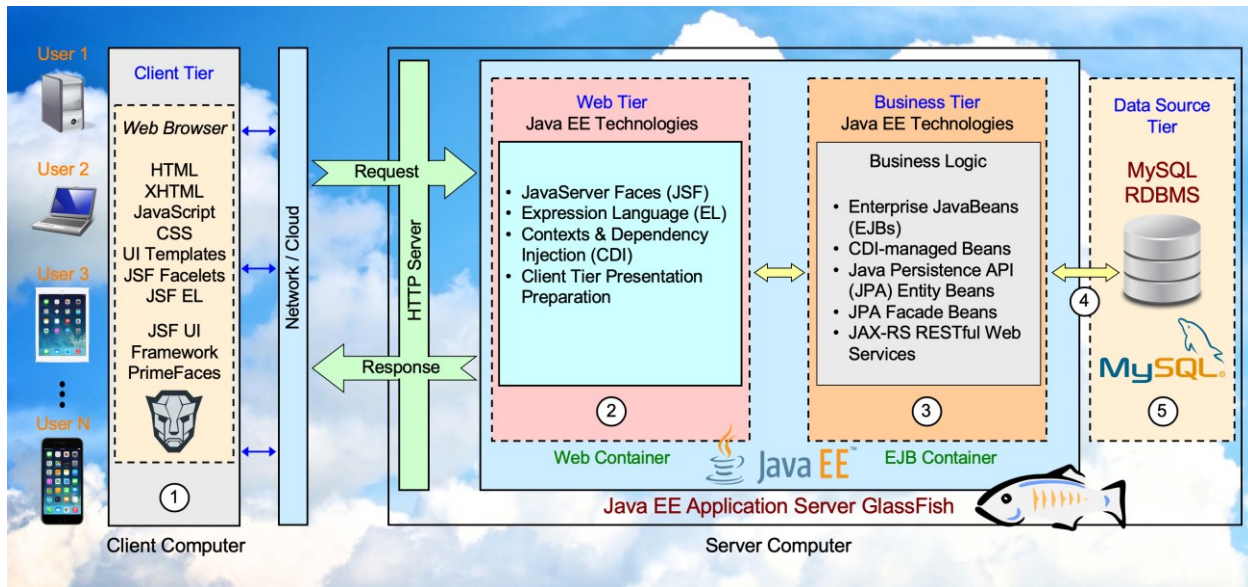 User 1
User 2
User 3
User N
Client Tier
Web Browser
HTML
XHTML
JavaScript
CSS
UI Templates
JSF Facelets
JSF EL
JSF UI
Framework
PrimeFaces
1
Client Computer
Network / Cloud
Request
Response
HTTP Server
Web Tier
Java EE Technologies
• JavaServer Faces (JSF)
• Expression Language (EL)
• Contexts & Dependency
Injection (CDI)
• Client Tier Presentation
Preparation
2
Web Container
Business Tier
Java EE Technologies
Business Logic
• Enterprise JavaBeans
(EJBs)
• CDI-managed Beans
• Java Persistence API
(JPA) Entity Beans
• JPA Facade Beans
• JAX-RS RESTful Web
Services
3
EJB Container
Java EE™
Java EE Application Server GlassFish
4
Data Source
Tier
MySQL
RDBMS
MySQL®
5
Server Computer